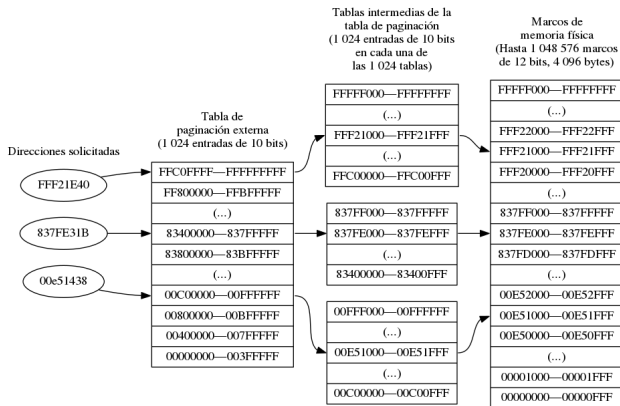 Tablas intermedias de la
tabla de paginación
(1 024 entradas de 10 bits
en cada una de
las 1 024 tablas)
Marcos de
memoria física
(Hasta 1 048 576 marcos
de 12 bits, 4 096 bytes)
Tabla de
paginación externa
(1 024 entradas de 10 bits)
Direcciones solicitadas
FFF21E40
837FE31B
00e51438
FFC0FFFF—FFFFFFFFF
FF800000—FFBFFFFF
(...)
83400000—837FFFFF
83800000—83BFFFFF
(...)
00C00000—00FFFFFF
00800000—00BFFFFF
00400000—007FFFFF
00000000—003FFFFF
FFFFF000—FFFFFFFF
(...)
FFF21000—FFF21FFF
(...)
FFC00000—FFC00FFF
837FF000—837FFFFF
837FE000—837FEFFF
(...)
83400000—83400FFF
00FFF000—00FFFFFF
(...)
00E51000—00E51FFF
(...)
00C00000—00C00FFF
FFFFF000—FFFFFFFF
(...)
FFF22000—FFF22FFF
FFF21000—FFF21FFF
FFF20000—FFF20FFF
(...)
837FF000—837FFFFF
837FE000—837FEFFF
837FD000—837FDFFF
(...)
00E52000—00E52FFF
00E51000—00E51FFF
00E50000—00E50FFF
(...)
00001000—00001FFF
00000000—00000FFF